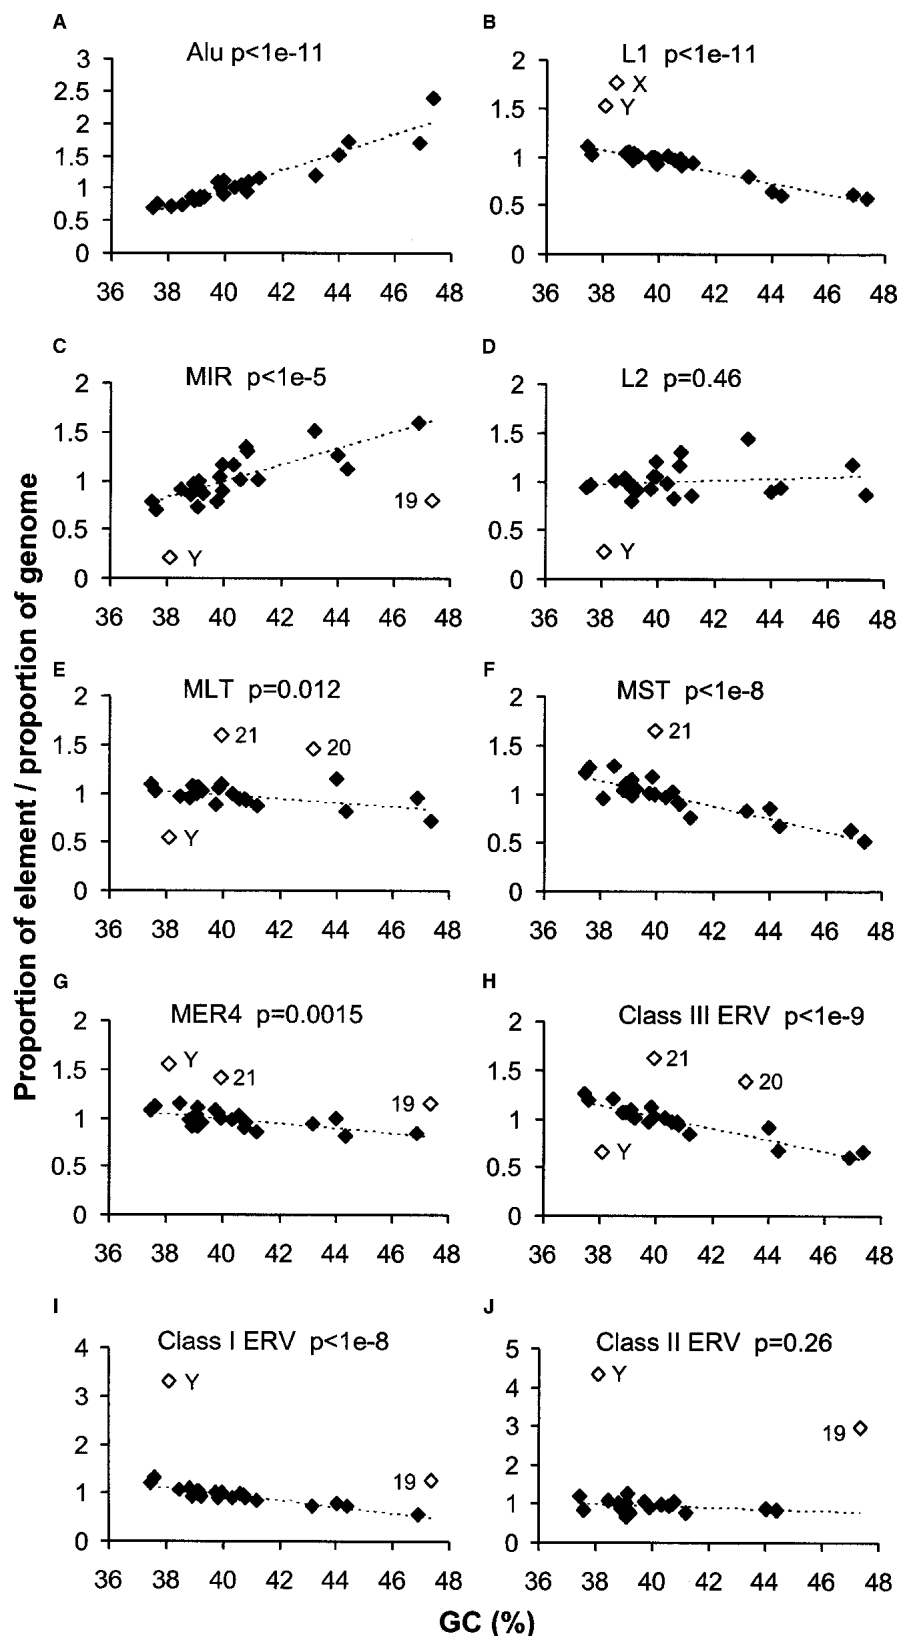 Proportion of element / proportion of genome
A
Alu p<1e-11
3
2.5
2
1.5
1
0.5
0
36 38 40 42 44 46 48
B
L1 p<1e-11
2
1.5
1
0.5
0
X
Y
36 38 40 42 44 46 48
C
MIR p<1e-5
2
1.5
1
0.5
0
19
Y
36 38 40 42 44 46 48
D
L2 p=0.46
2
1.5
1
0.5
0
Y
36 38 40 42 44 46 48
E
MLT p=0.012
2
1.5
1
0.5
0
21
20
Y
36 38 40 42 44 46 48
F
MST p<1e-8
2
1.5
1
0.5
0
21
36 38 40 42 44 46 48
G
MER4 p=0.0015
2
1.5
1
0.5
0
Y
21
19
36 38 40 42 44 46 48
H
Class III ERV p<1e-9
2
1.5
1
0.5
0
21
20
Y
36 38 40 42 44 46 48
I
Class I ERV p<1e-8
4
3
2
1
0
Y
19
36 38 40 42 44 46 48
J
Class II ERV p=0.26
5
4
3
2
1
0
Y
19
36 38 40 42 44 46 48
GC (%)